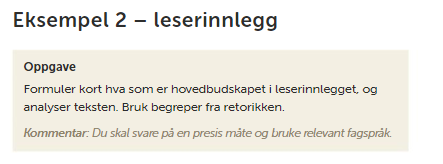 Eksempel 2 – leserinnlegg
Oppgave
Formuler kort hva som er hovedbudskapet i leserinnlegget, og
analyser teksten. Bruk begreper fra retorikken.
Kommentar: Du skal svare på en presis måte og bruke relevant fagspråk.